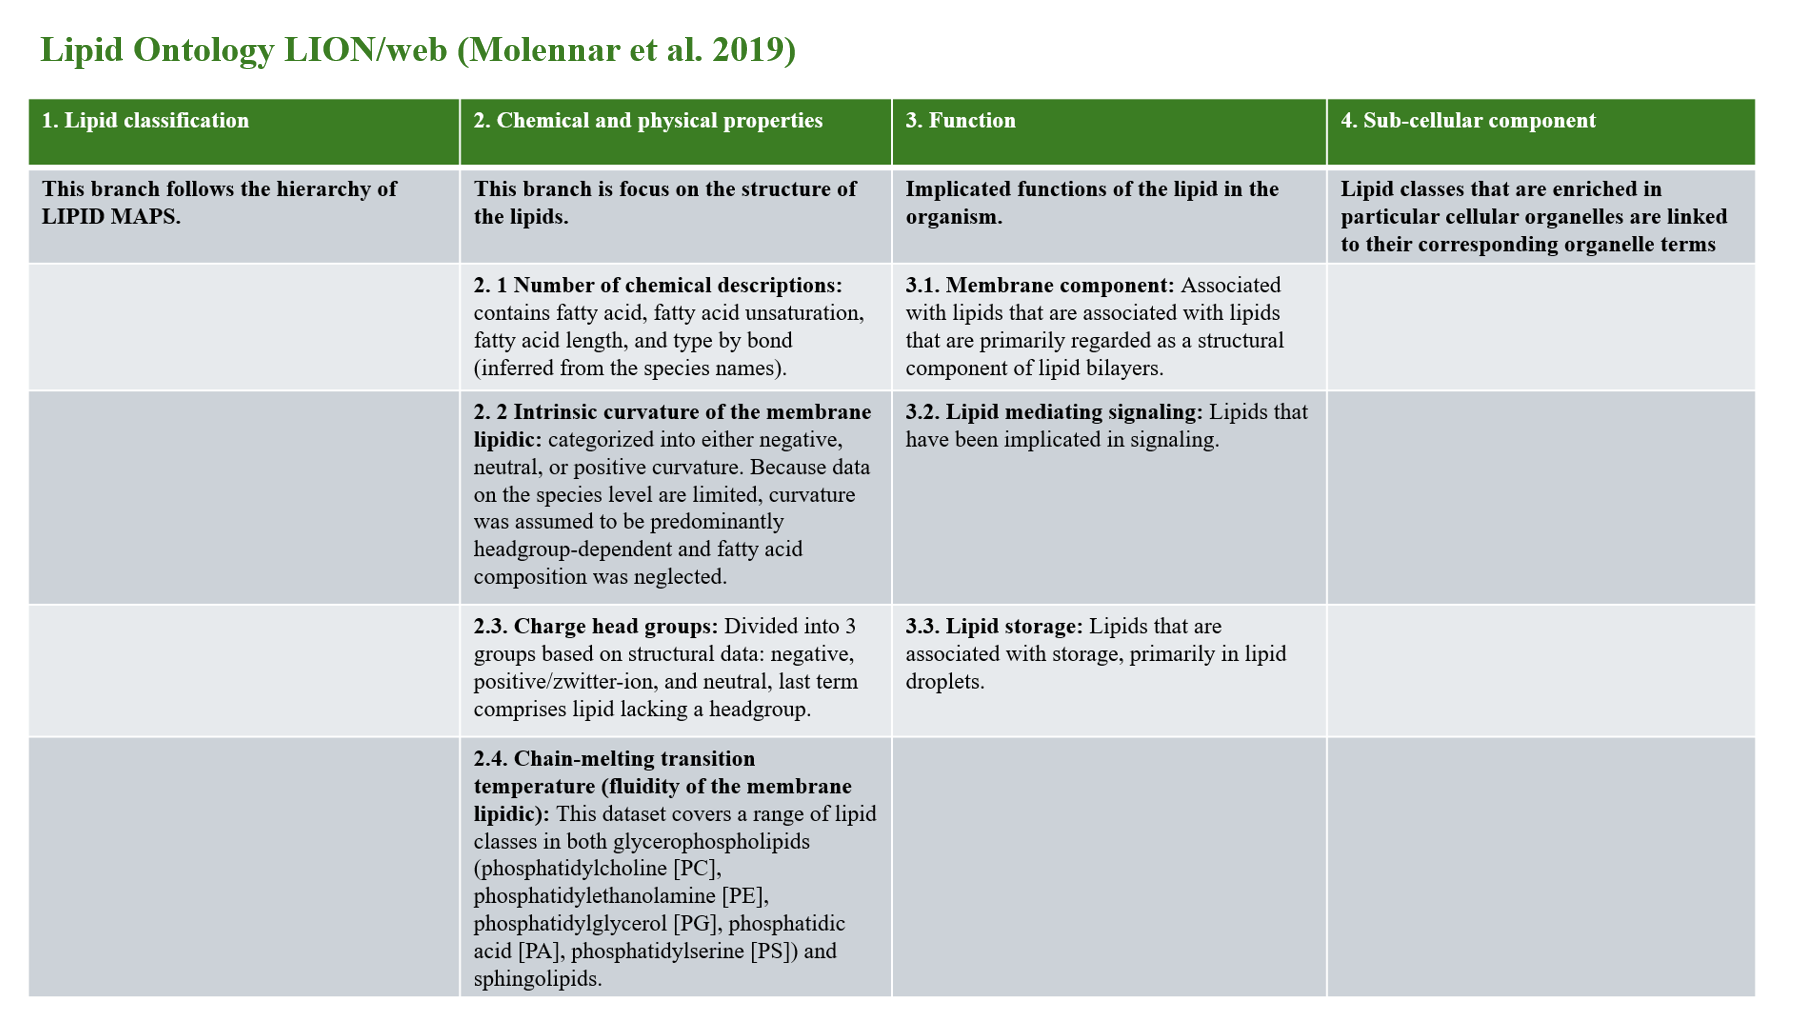 Lipid Ontology LION/web (Molennar et al. 2019)
1. Lipid classification
2. Chemical and physical properties
3. Function
4. Sub-cellular component
This branch follows the hierarchy of
LIPID MAPS.
This branch is focus on the structure of
the lipids.
Implicated functions of the lipid in the
organism.
Lipid classes that are enriched in
particular cellular organelles are linked
to their corresponding organelle terms
2. 1 Number of chemical descriptions:
contains fatty acid, fatty acid unsaturation,
fatty acid length, and type by bond
(inferred from the species names).
3.1. Membrane component: Associated
with lipids that are associated with lipids
that are primarily regarded as a structural
component of lipid bilayers.
2. 2 Intrinsic curvature of the membrane
lipidic: categorized into either negative,
neutral, or positive curvature. Because data
on the species level are limited, curvature
was assumed to be predominantly
headgroup-dependent and fatty acid
composition was neglected.
3.2. Lipid mediating signaling: Lipids that
have been implicated in signaling.
2.3. Charge head groups: Divided into 3
groups based on structural data: negative,
positive/zwitter-ion, and neutral, last term
comprises lipid lacking a headgroup.
3.3. Lipid storage: Lipids that are
associated with storage, primarily in lipid
droplets.
2.4. Chain-melting transition
temperature (fluidity of the membrane
lipidic): This dataset covers a range of lipid
classes in both glycerophospholipids
(phosphatidylcholine [PC],
phosphatidylethanolamine [PE],
phosphatidylglycerol [PG], phosphatidic
acid [PA], phosphatidylserine [PS]) and
sphingolipids.